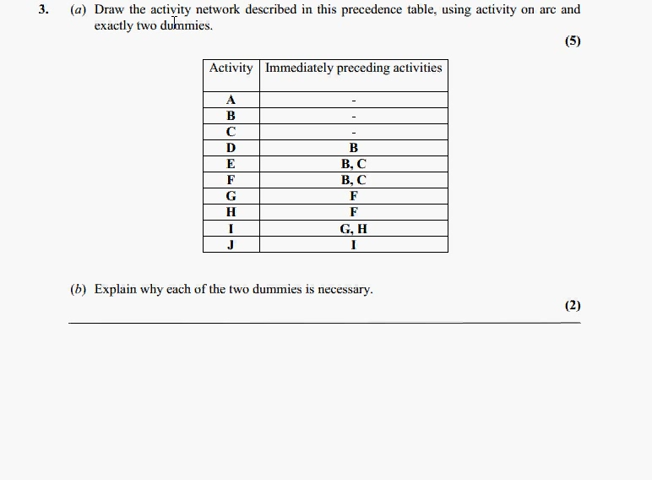 3. (a) Draw the activity network described in this precedence table, using activity on arc and
exactly two dummies.
(5)
Activity Immediately preceding activities
A -
B -
C -
D B
E B, C
F B, C
G F
H F
I G, H
J I
(b) Explain why each of the two dummies is necessary.
(2)